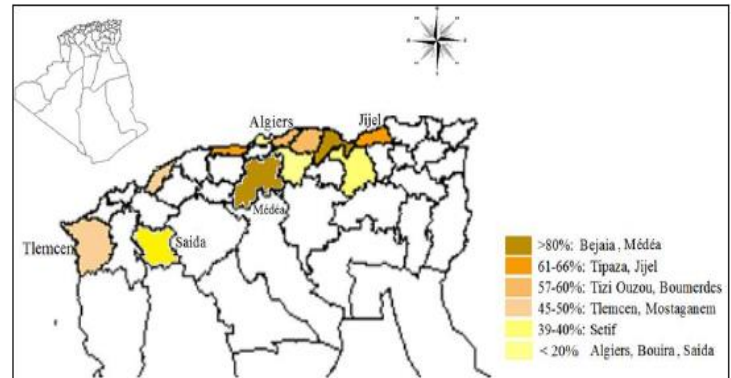 Algiers
Jijel
Médéa
Tlemcen
Saida
>80%: Bejaia, Médéa
61-66%: Tipaza, Jijel
57-60%: Tizi Ouzou, Boumerdes
45-50%: Tlemcen, Mostaganem
39-40%: Setif
< 20% Algiers, Bouira, Saida